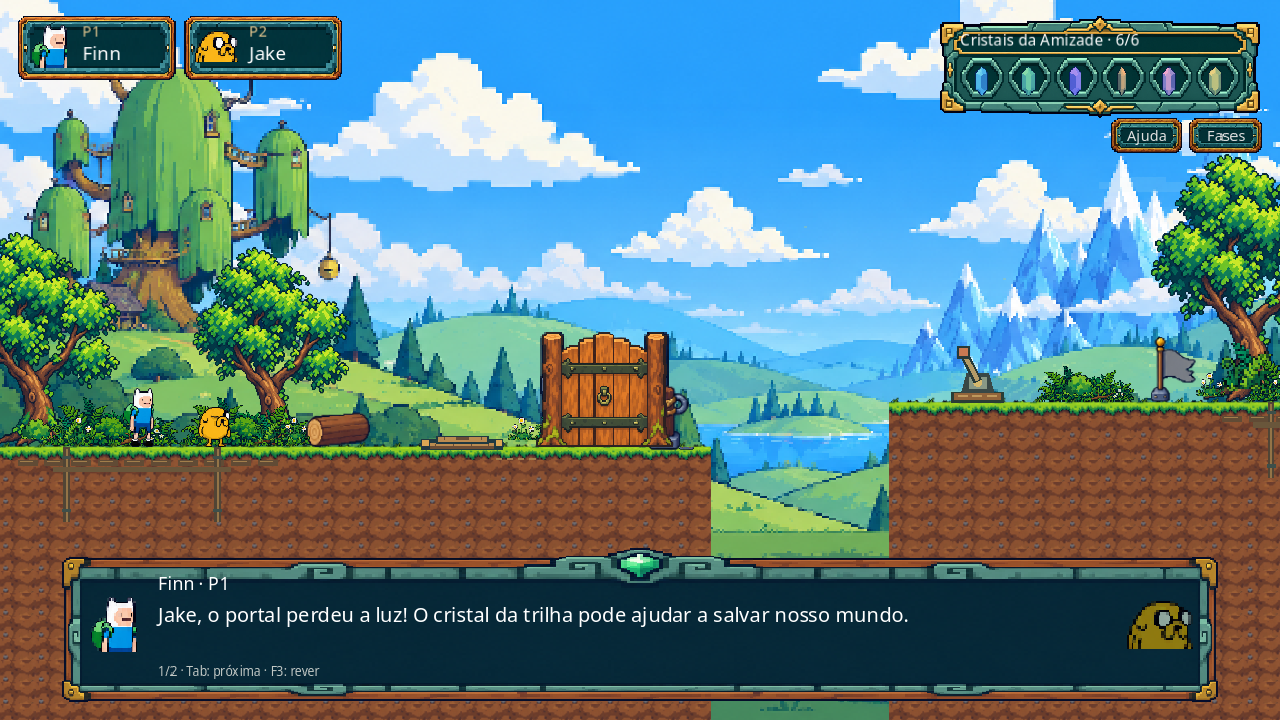 P1
Finn
P2
Jake
Cristais da Amizade · 6/6
Ajuda
Fases
Finn · P1
Jake, o portal perdeu a luz! O cristal da trilha pode ajudar a salvar nosso mundo.
1/2 · Tab: próxima · F3: rever